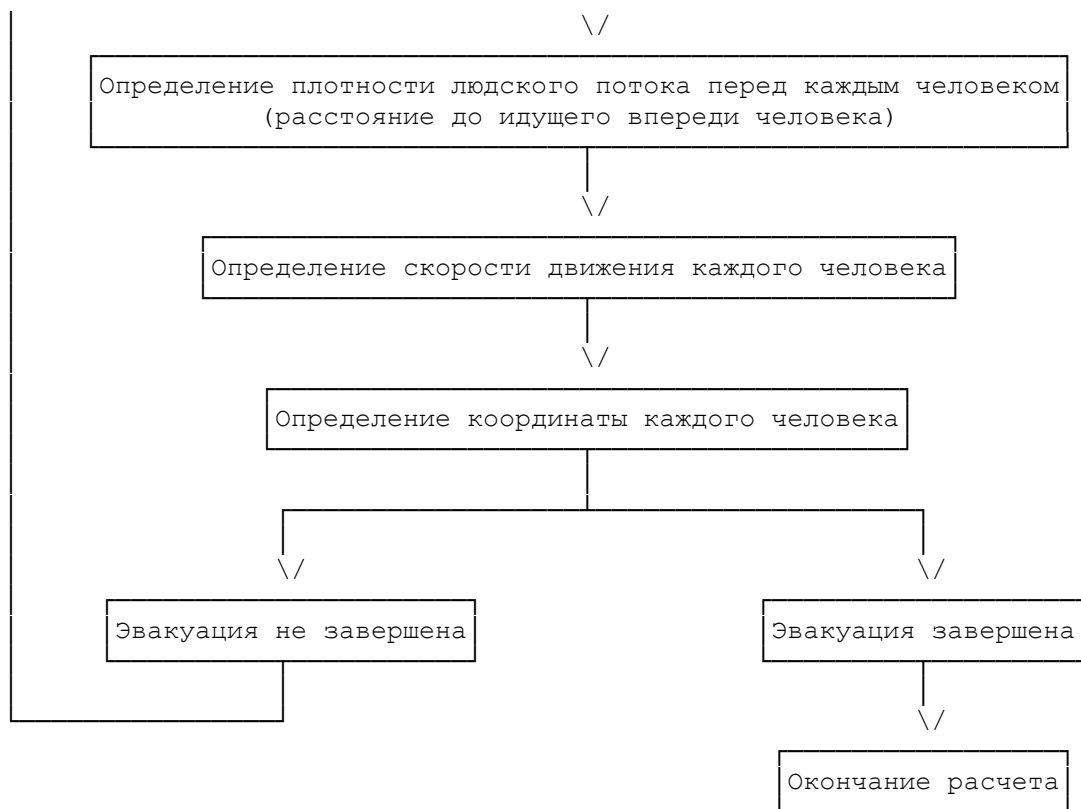 Определение плотности людского потока перед каждым человеком
(расстояние до идущего впереди человека)
Определение скорости движения каждого человека
Определение координаты каждого человека
Эвакуация не завершена
Эвакуация завершена
Окончание расчета